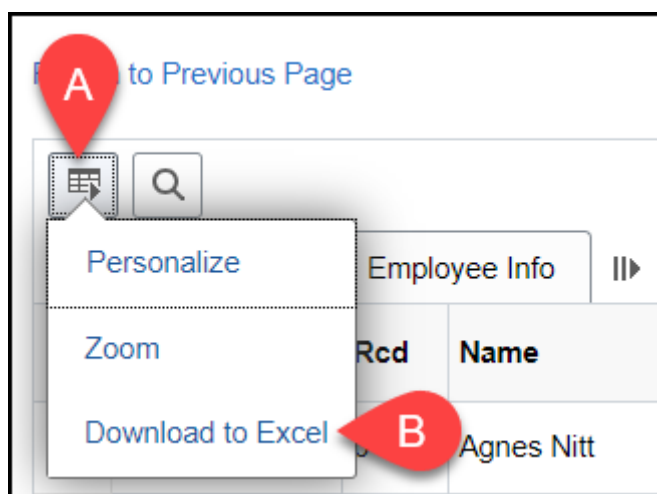 A
to Previous Page
Personalize
Employee Info
Zoom
Rcd Name
Download to Excel B
Agnes Nitt